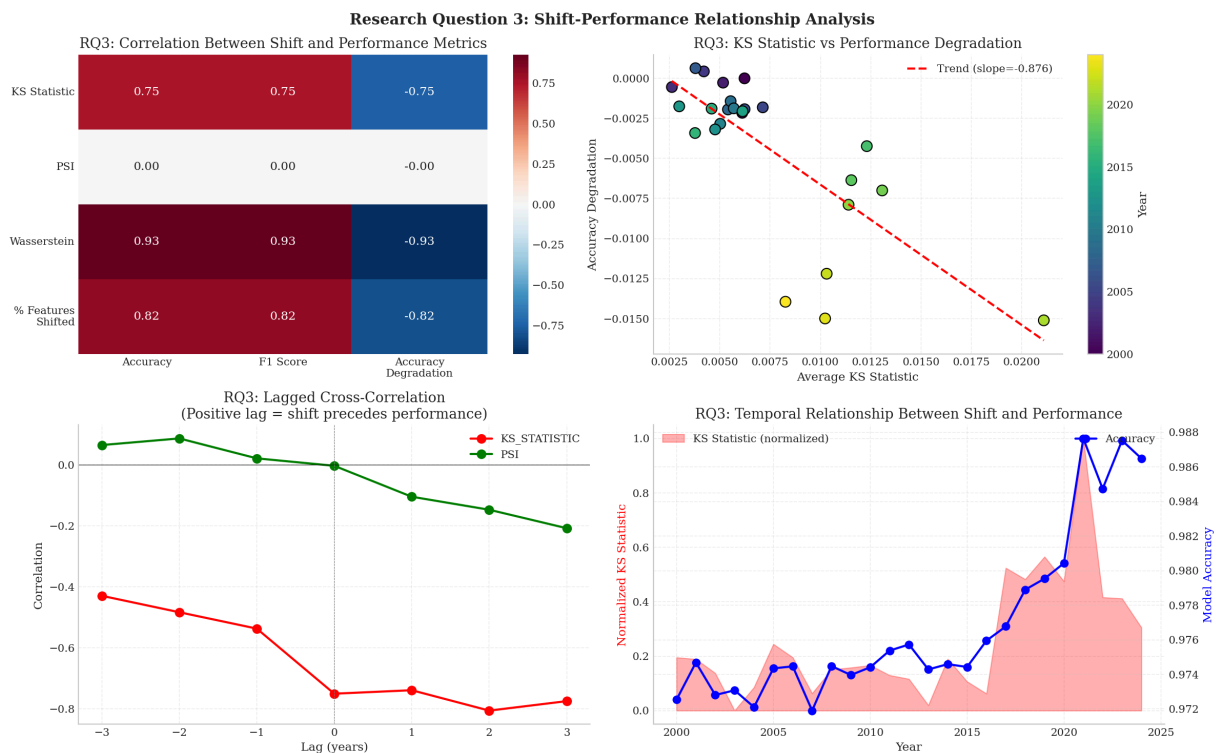 Research Question 3: Shift-Performance Relationship Analysis
RQ3: Correlation Between Shift and Performance Metrics
KS Statistic
0.75
0.75
-0.75
PSI
0.00
0.00
-0.00
Wasserstein
0.93
0.93
-0.93
% Features
Shifted
0.82
0.82
-0.82
Accuracy
F1 Score
Accuracy
Degradation
0.75
0.50
0.25
0.00
−0.25
−0.50
−0.75
RQ3: KS Statistic vs Performance Degradation
Trend (slope=-0.876)
Accuracy Degradation
0.0000
−0.0025
−0.0050
−0.0075
−0.0100
−0.0125
−0.0150
0.0025
0.0050
0.0075
0.0100
0.0125
0.0150
0.0175
0.0200
Average KS Statistic
Year
2020
2015
2010
2005
2000
RQ3: Lagged Cross-Correlation
(Positive lag = shift precedes performance)
KS_STATISTIC
PSI
Correlation
0.0
−0.2
−0.4
−0.6
−0.8
−3
−2
−1
0
1
2
3
Lag (years)
RQ3: Temporal Relationship Between Shift and Performance
KS Statistic (normalized)
Accuracy
Normalized KS Statistic
1.0
0.8
0.6
0.4
0.2
0.0
Model Accuracy
0.988
0.986
0.984
0.982
0.980
0.978
0.976
0.974
0.972
2000
2005
2010
2015
2020
2025
Year